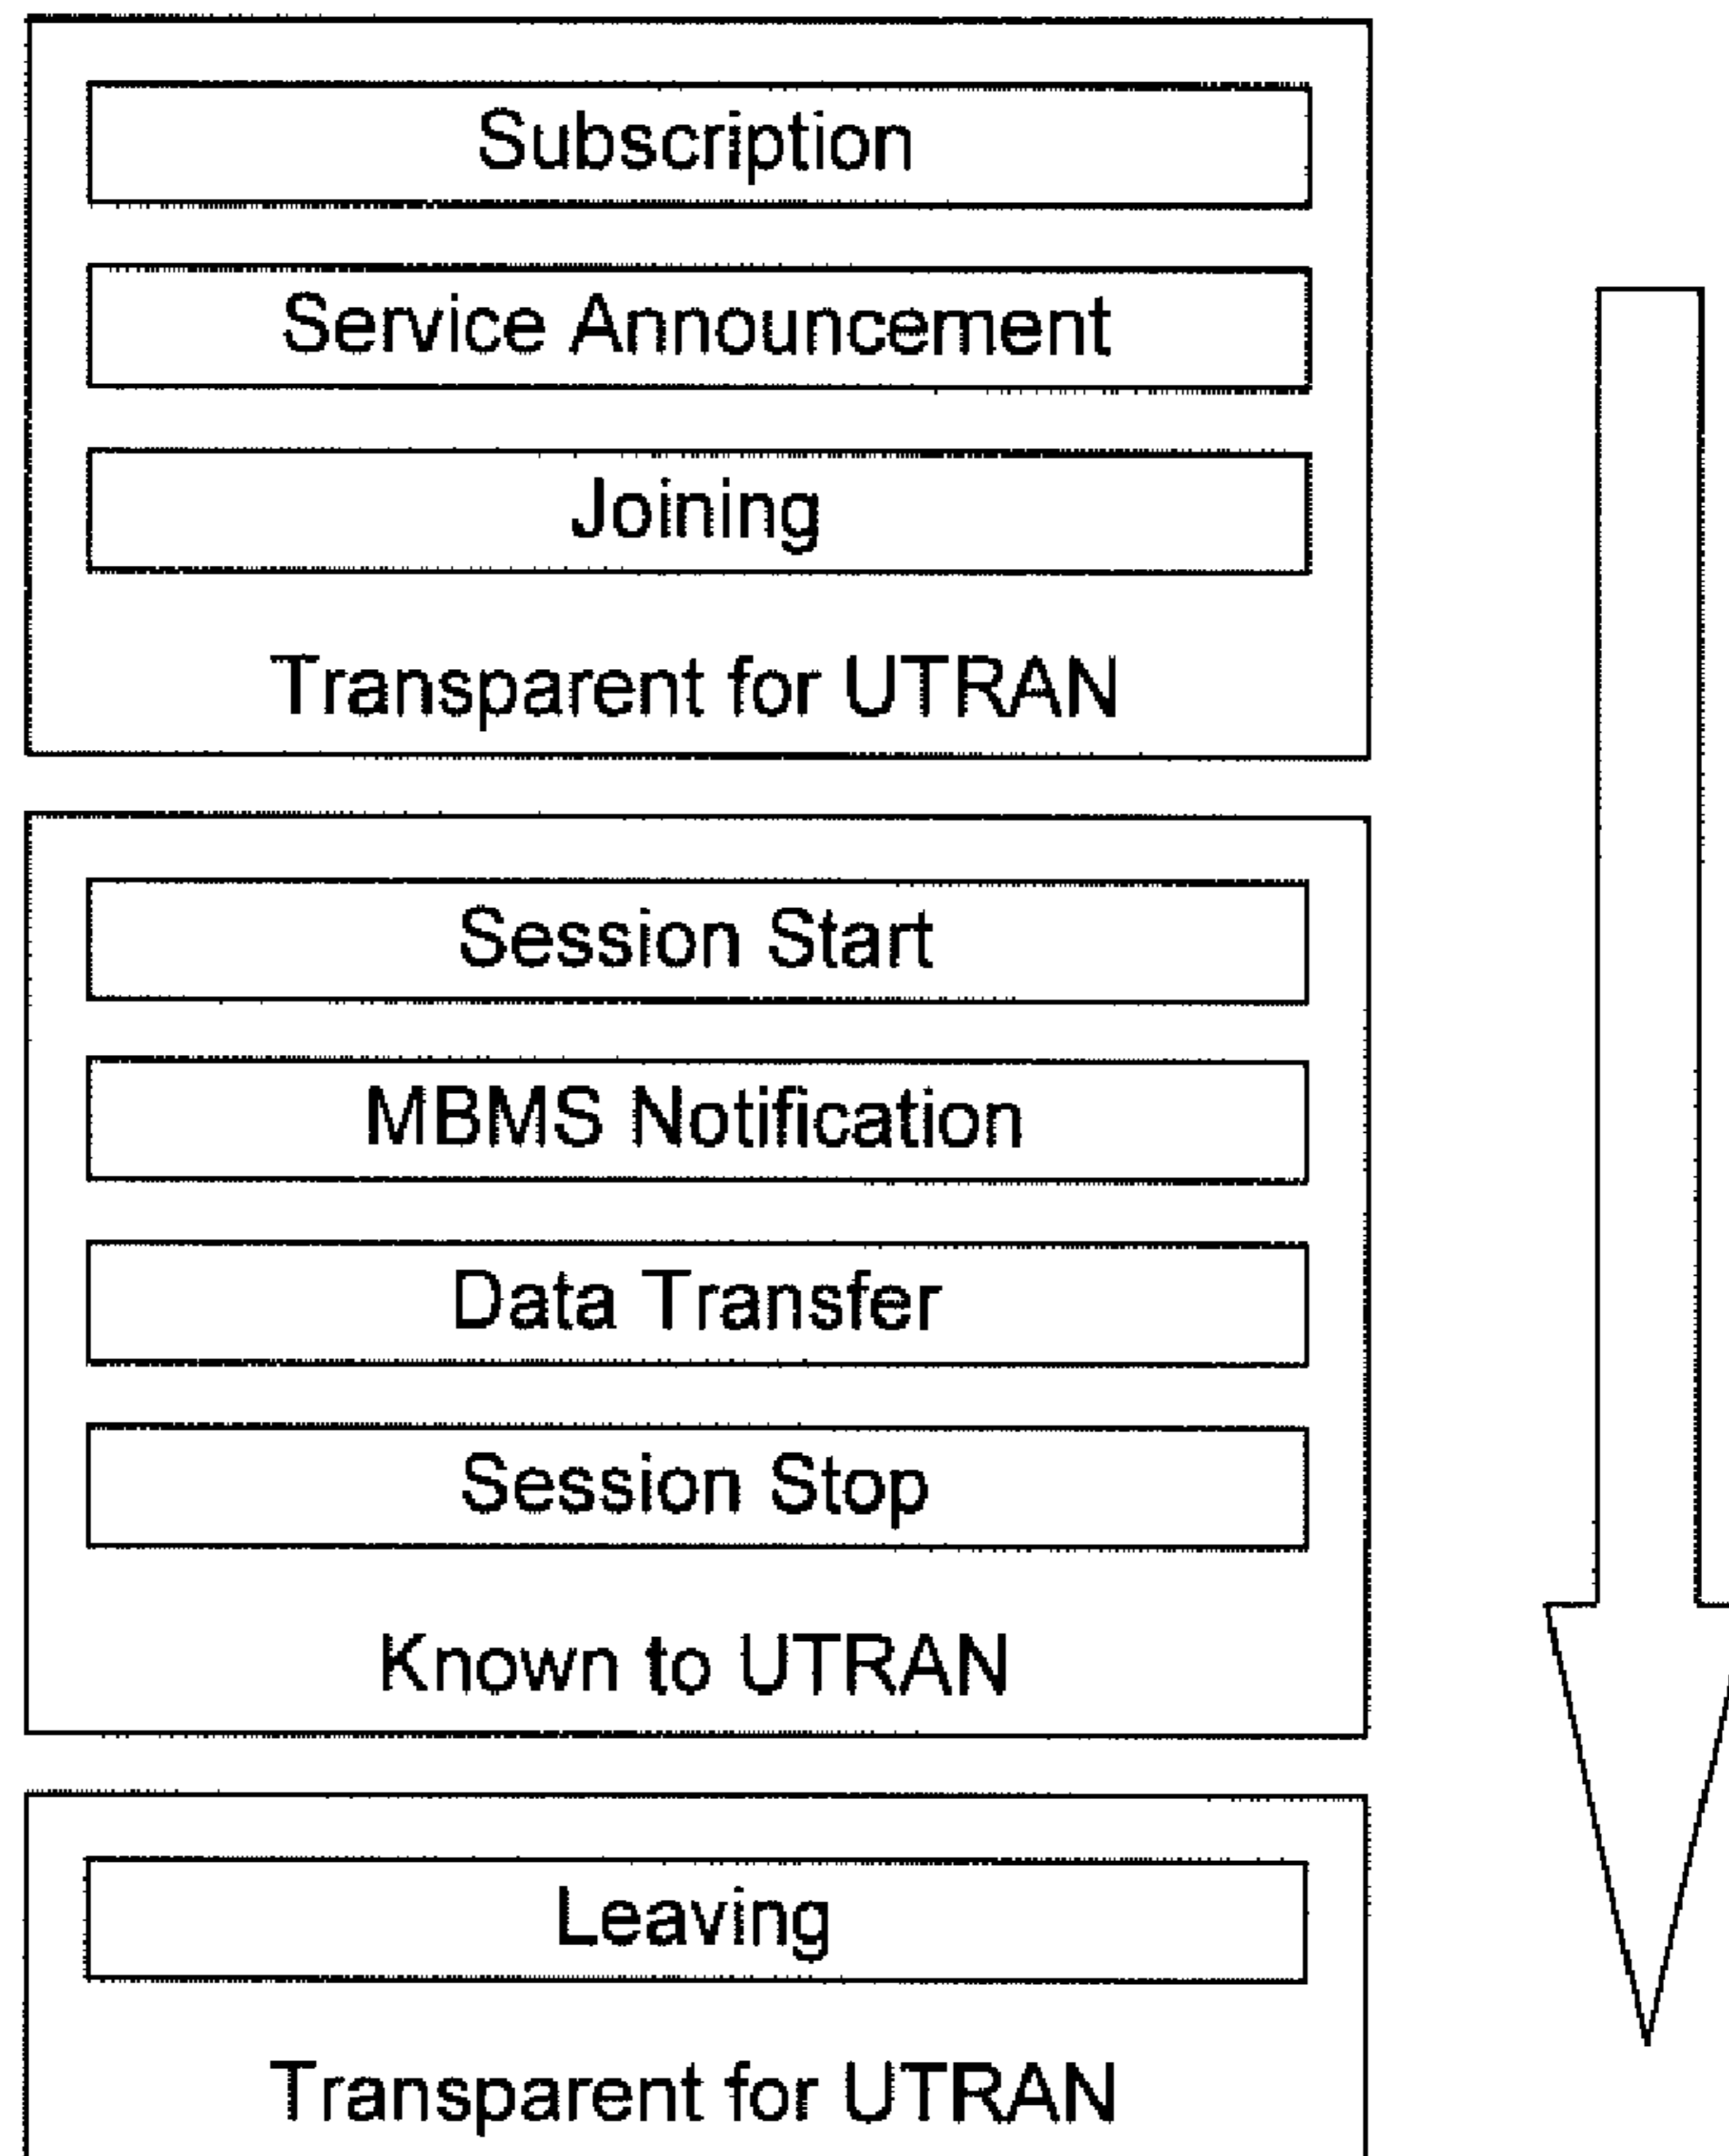 Subscription
Service Announcement
Joining
Transparent for UTRAN
Session Start
MBMS Notification
Data Transfer
Session Stop
Known to UTRAN
Leaving
Transparent for UTRAN